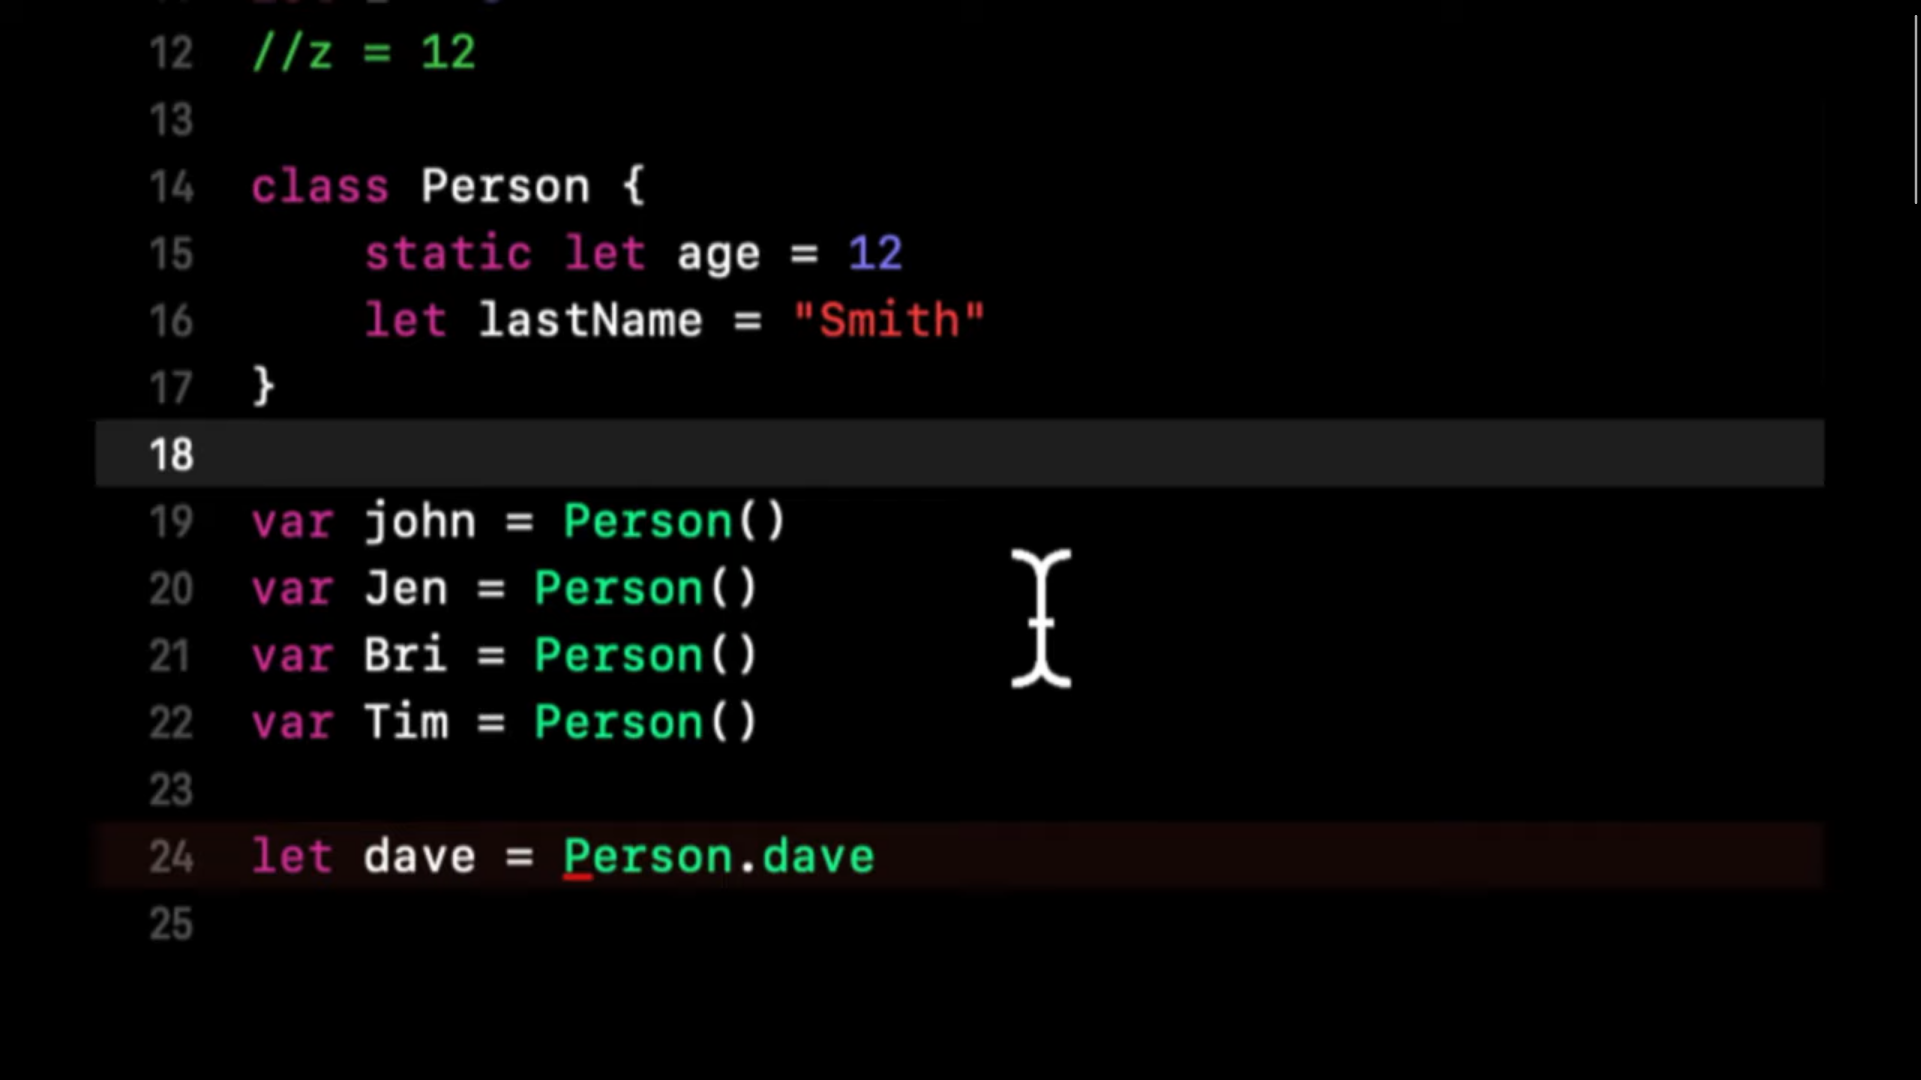 12 //z = 12
13
14 class Person {
15 static let age = 12
16 let lastName = "Smith"
17 }
18
19 var john = Person()
20 var Jen = Person()
21 var Bri = Person()
22 var Tim = Person()
23
24 let dave = Person.dave
25